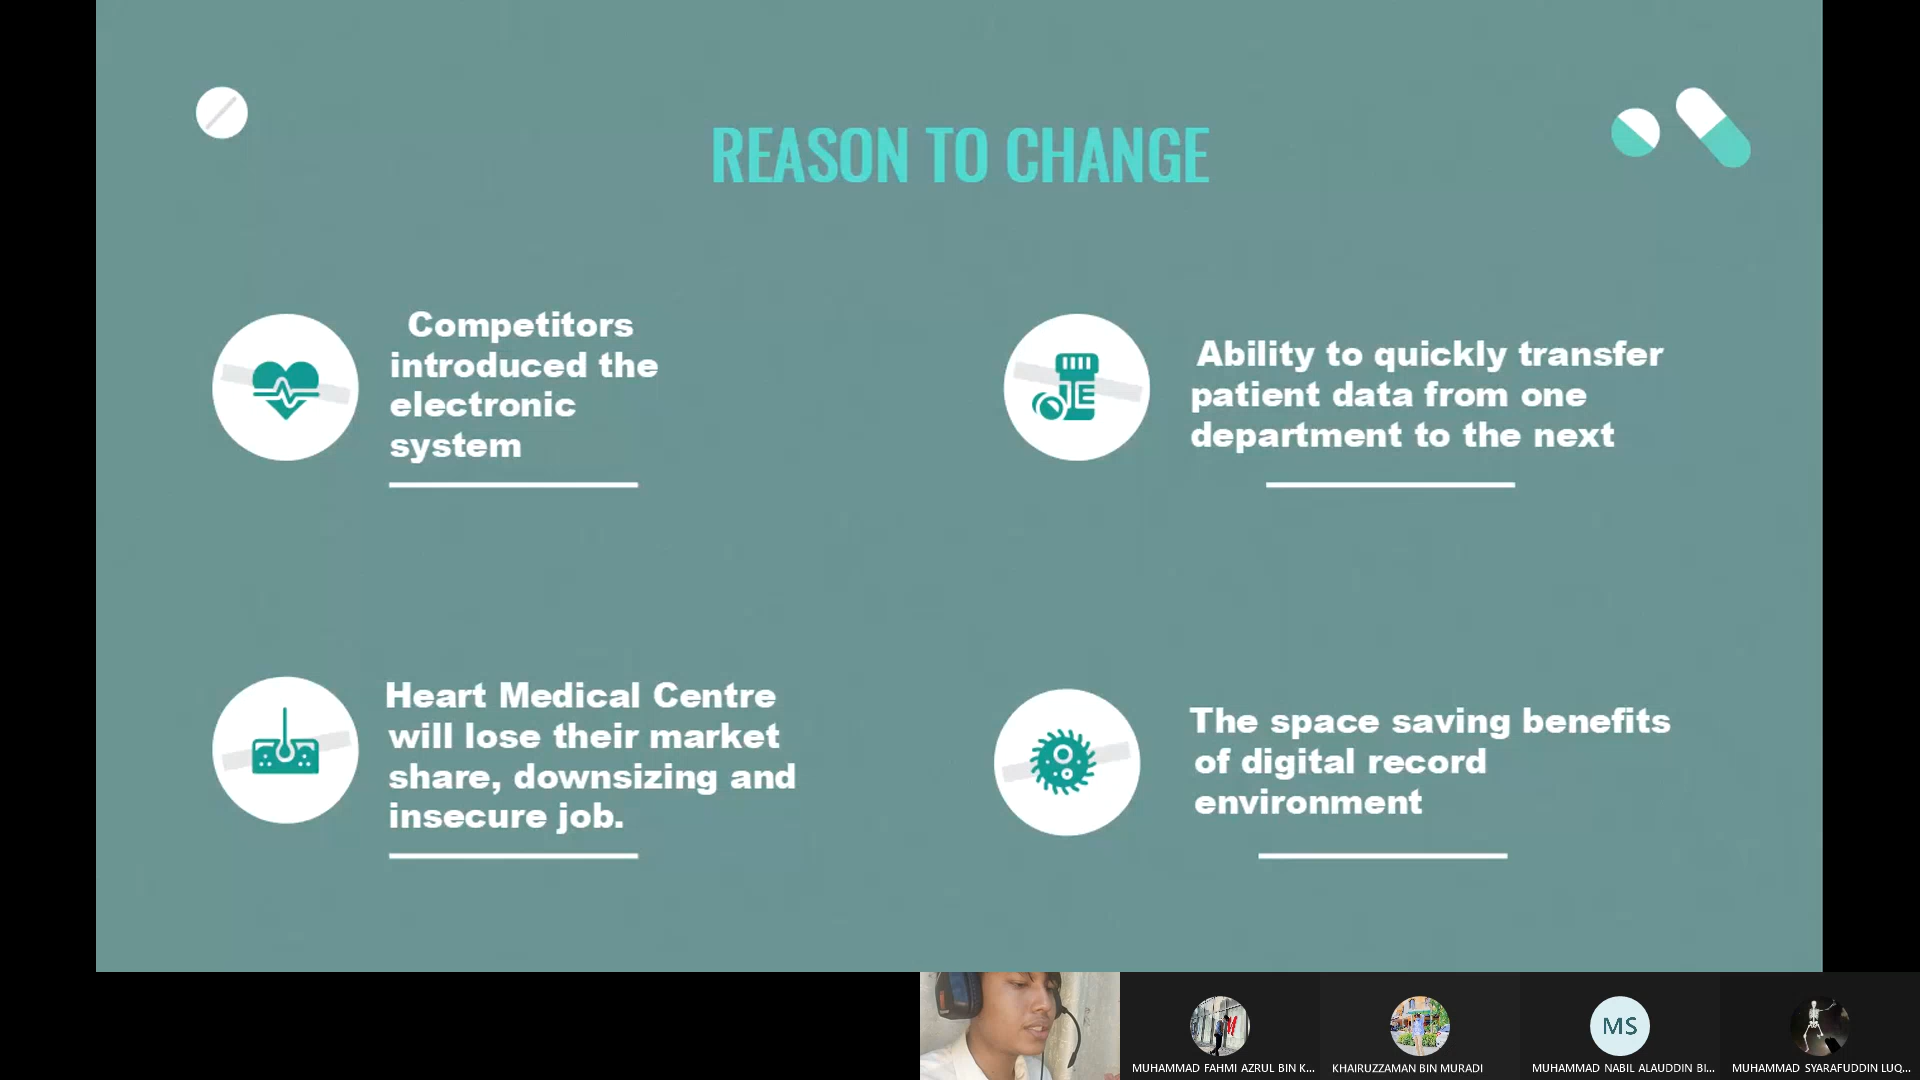 REASON TO CHANGE
Competitors
introduced the
electronic
system
Ability to quickly transfer
patient data from one
department to the next
Heart Medical Centre
will lose their market
share, downsizing and
insecure job.
The space saving benefits
of digital record
environment
MS
MUHAMMAD FAHMI AZRUL BIN K...
KHAIRUZZAMAN BIN MURADI
MUHAMMAD NABIL ALAUDDIN BI...
MUHAMMAD SYARAFUDDIN LUQ...